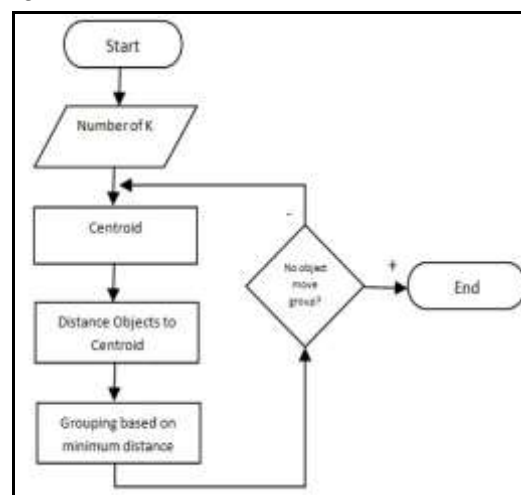 Start
Number of K
Centroid
Distance Objects to
Centroid
Grouping based on
minimum distance
-
No object
move
group?
+
End